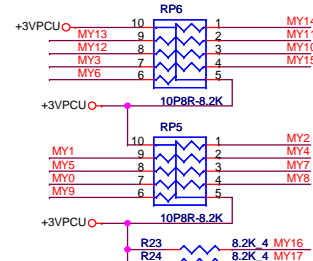 RP6
+3VPCU 10 1 MY14
MY13 9 2 MY11
MY12 8 3 MY10
MY3 7 4 MY15
MY6 6 5
+3VPCU 10P8R-8.2K
RP5
10 1 MY2
MY1 9 2 MY4
MY5 8 3 MY7
MY0 7 4 MY8
MY9 6 5
+3VPCU 10P8R-8.2K
R23 8.2K_4 MY16
R24 8.2K_4 MY17